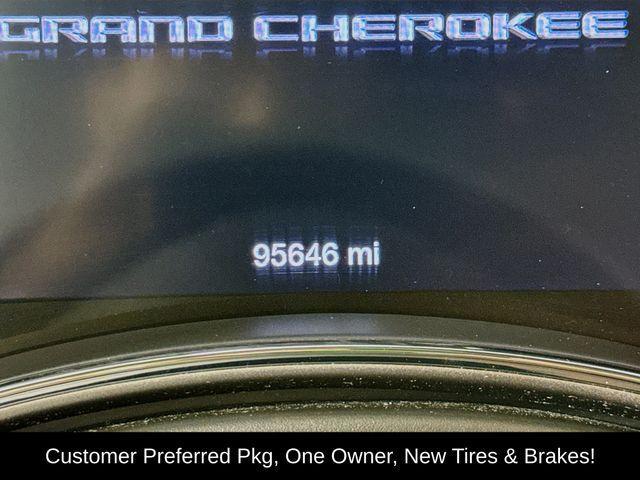 GRAND CHEROKEE
95646 mi
Customer Preferred Pkg, One Owner, New Tires & Brakes!